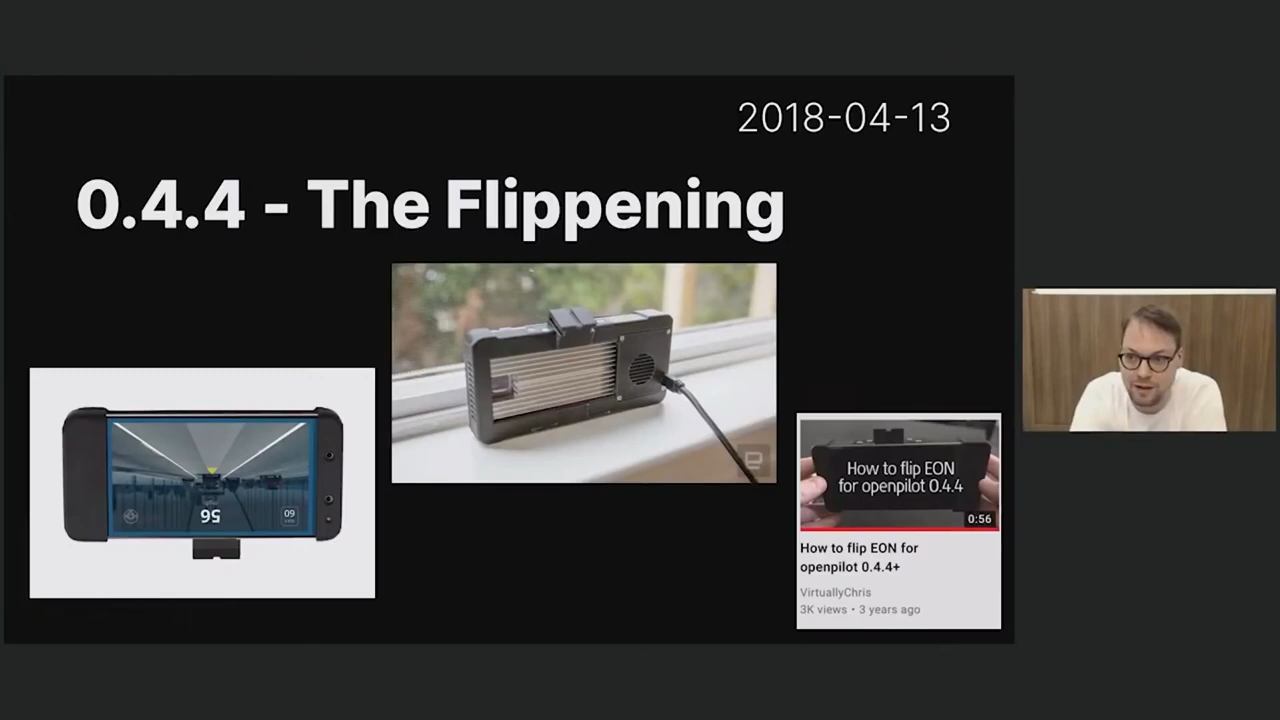 2018-04-13
0.4.4 - The Flippening
56
60
How to flip EON
for openpilot 0.4.4
0:56
How to flip EON for
openpilot 0.4.4+
VirtuallyChris
3K views • 3 years ago